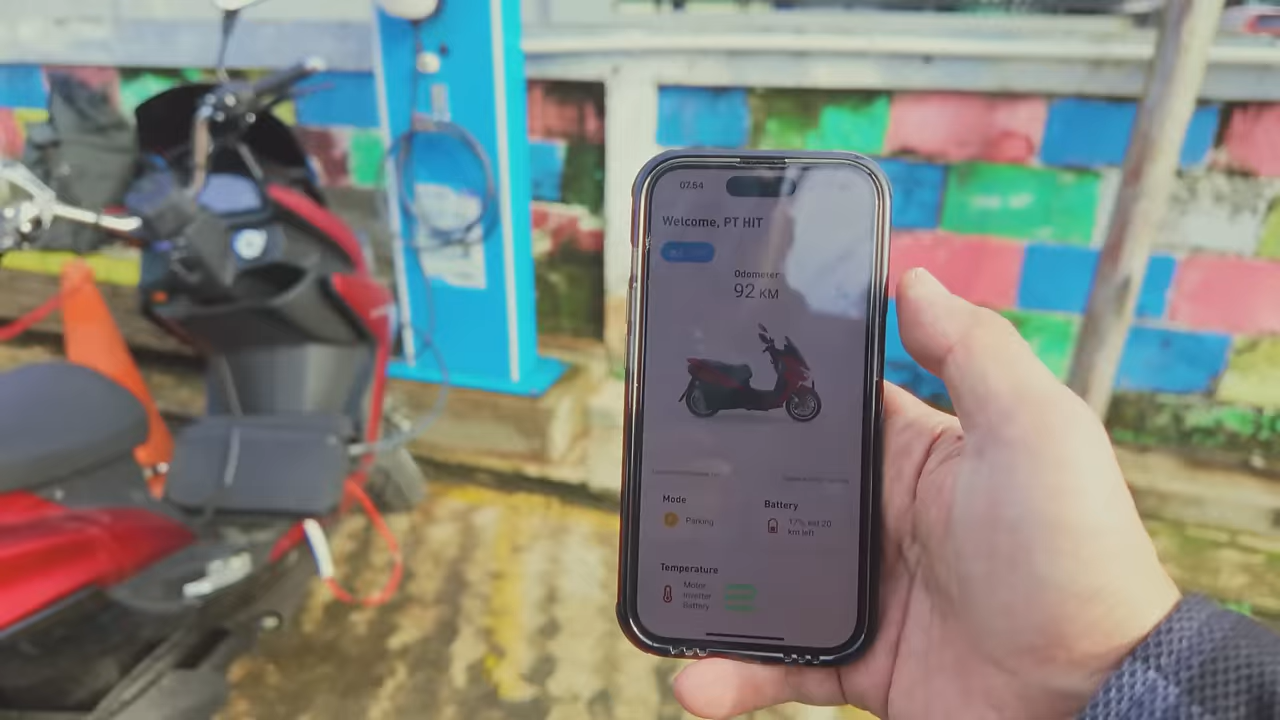 07.54
Welcome, PT HIT
Odometer
92 KM
Mode
Parking
Battery
17% est 20
km left
Temperature
Motor
Inverter
Battery